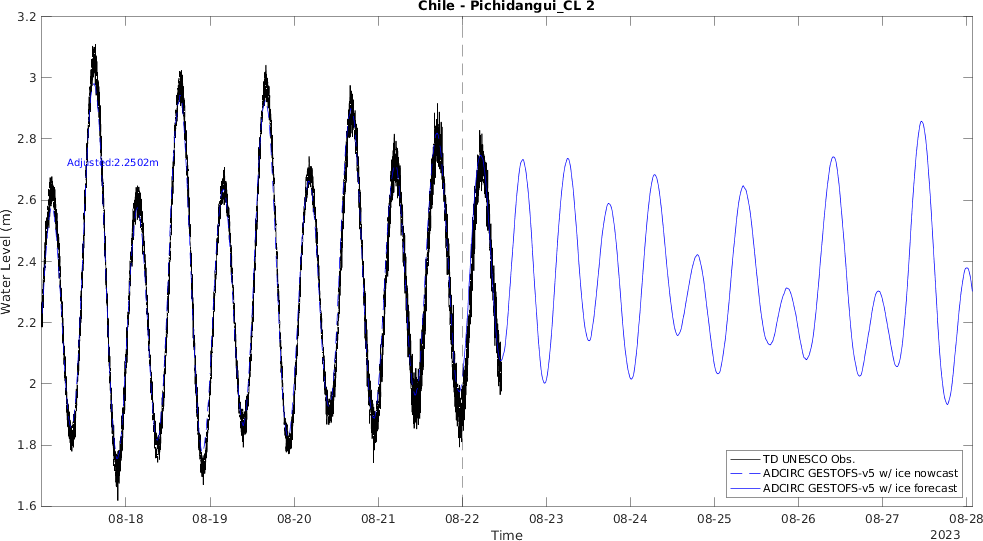 Chile - Pichidangui_CL 2
3.2
3
2.8
2.6
2.4
2.2
2
1.8
1.6
Water Level (m)
Adjusted:2.2502m
TD UNESCO Obs.
ADCIRC GESTOFS-v5 w/ ice nowcast
ADCIRC GESTOFS-v5 w/ ice forecast
08-18 08-19 08-20 08-21 08-22 08-23 08-24 08-25 08-26 08-27 08-28
Time
2023